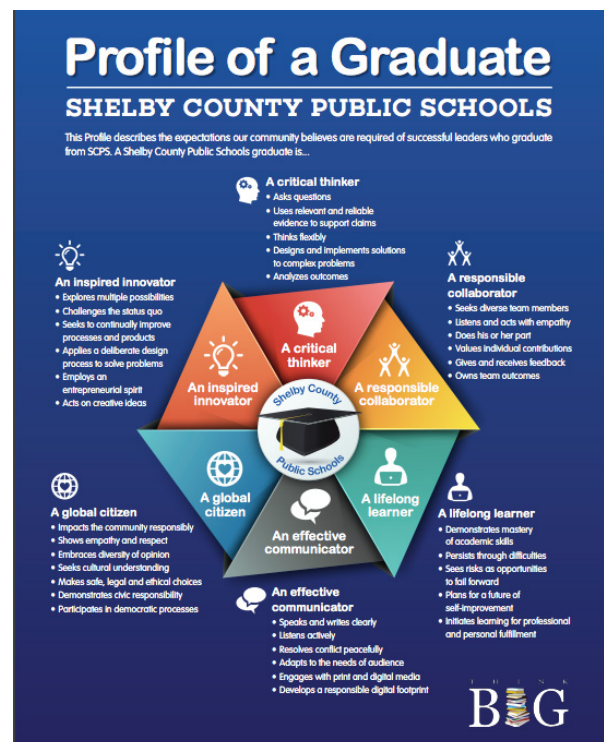 Profile of a Graduate
SHELBY COUNTY PUBLIC SCHOOLS
This Profile describes the expectations our community believes are required of successful leaders who graduate
from SCPS. A Shelby County Public Schools graduate is...
A critical thinker
• Asks questions
• Uses relevant and reliable
evidence to support claims
• Thinks flexibly
• Designs and implements solutions
to complex problems
• Analyzes outcomes
An inspired innovator
• Explores multiple possibilities
• Challenges the status quo
• Seeks to continually improve
processes and products
• Applies a deliberate design
process to solve problems
• Employs an
entrepreneurial spirit
• Acts on creative ideas
A responsible
collaborator
• Seeks diverse team members
• Listens and acts with empathy
• Does his or her part
• Values individual contributions
• Gives and receives feedback
• Owns team outcomes
A critical
thinker
An inspired
innovator
A responsible
collaborator
Shelby County
Public Schools
A global
citizen
An effective
communicator
A lifelong
learner
A global citizen
• Impacts the community responsibly
• Shows empathy and respect
• Embraces diversity of opinion
• Seeks cultural understanding
• Makes safe, legal and ethical choices
• Demonstrates civic responsibility
• Participates in democratic processes
A lifelong learner
• Demonstrates mastery
of academic skills
• Persists through difficulties
• Sees risks as opportunities
to fail forward
• Plans for a future of
self-improvement
• Initiates learning for professional
and personal fulfillment
An effective
communicator
• Speaks and writes clearly
• Listens actively
• Resolves conflict peacefully
• Adapts to the needs of audience
• Engages with print and digital media
• Develops a responsible digital footprint
THINK
BIG